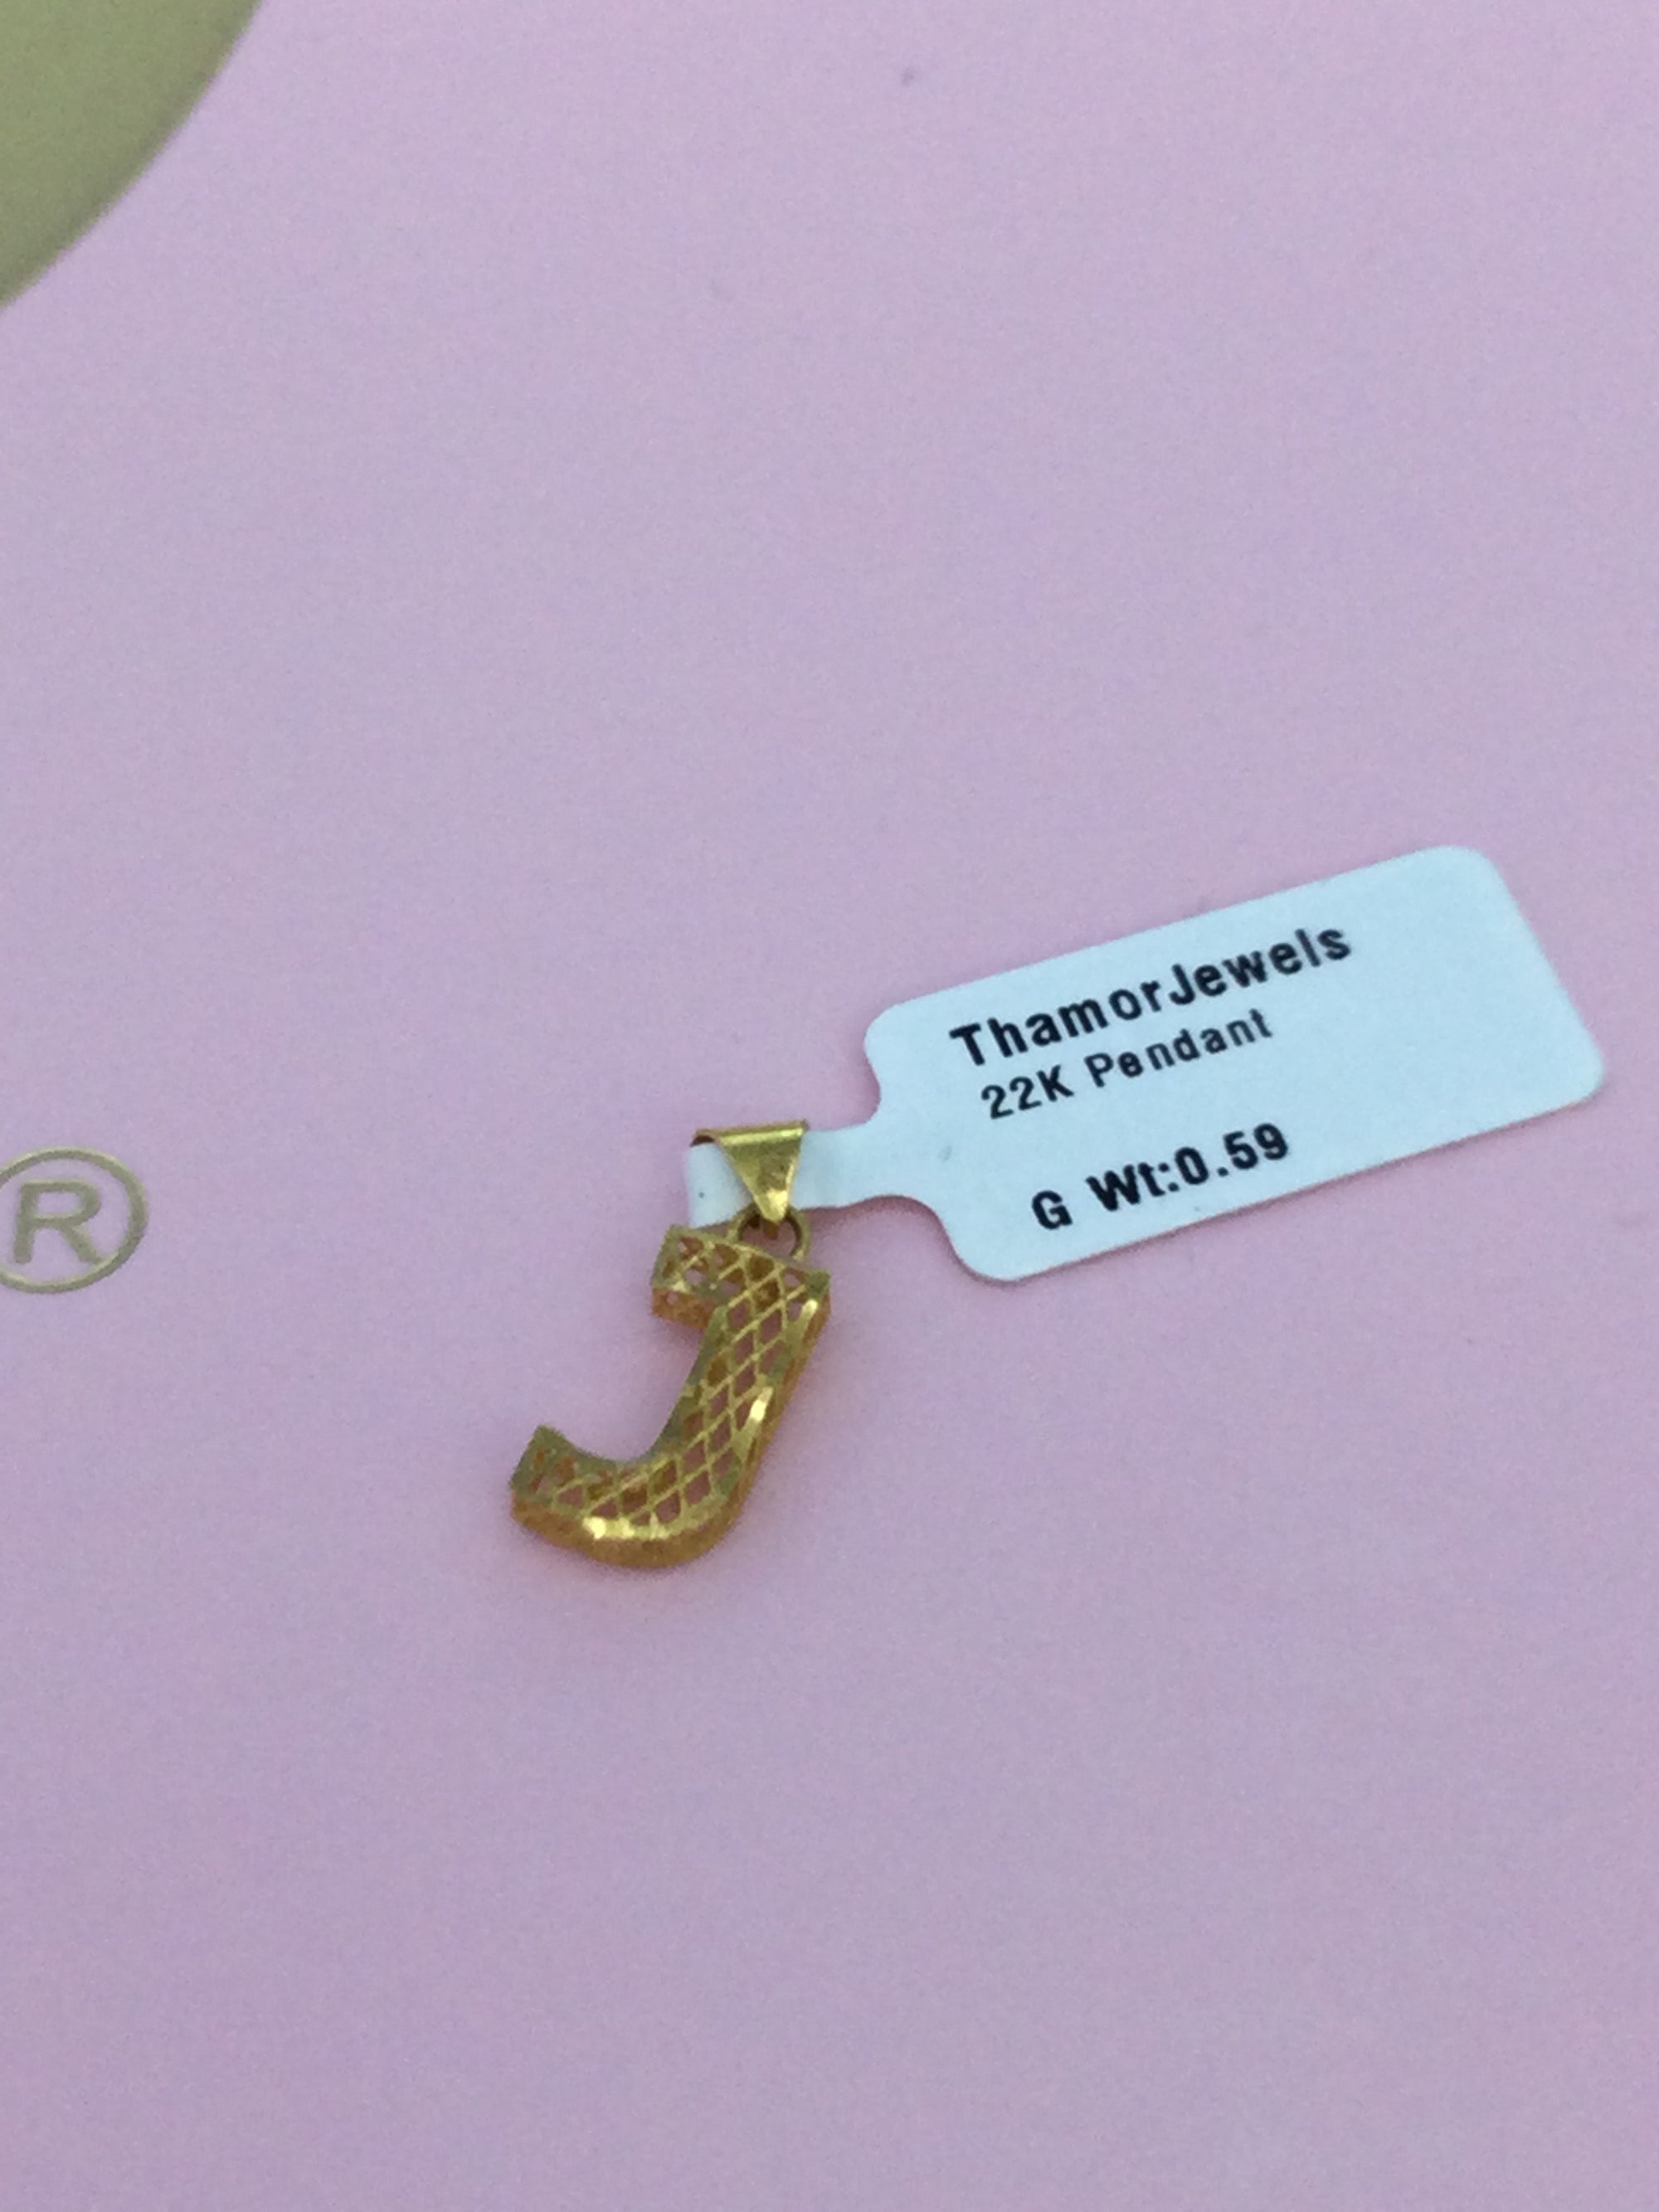 ThamorJewels
22K Pendant
G Wt:0.59
®
J